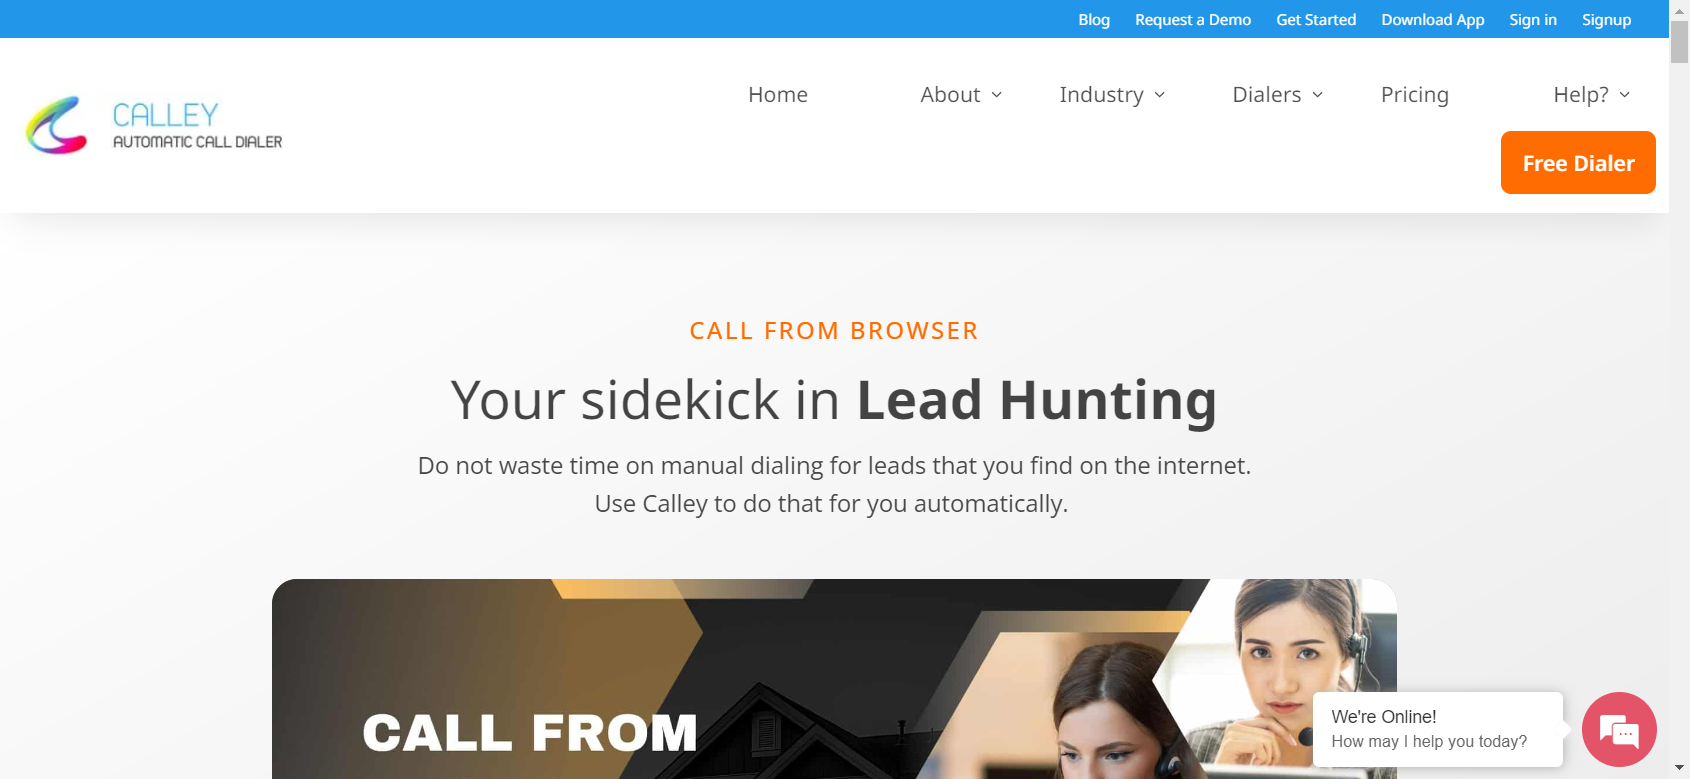 Blog Request a Demo Get Started Download App Sign in Signup
CALLEY
AUTOMATIC CALL DIALER
Home About Industry Dialers Pricing Help?
Free Dialer
CALL FROM BROWSER
Your sidekick in Lead Hunting
Do not waste time on manual dialing for leads that you find on the internet.
Use Calley to do that for you automatically.
CALL FROM
We're Online!
How may I help you today?